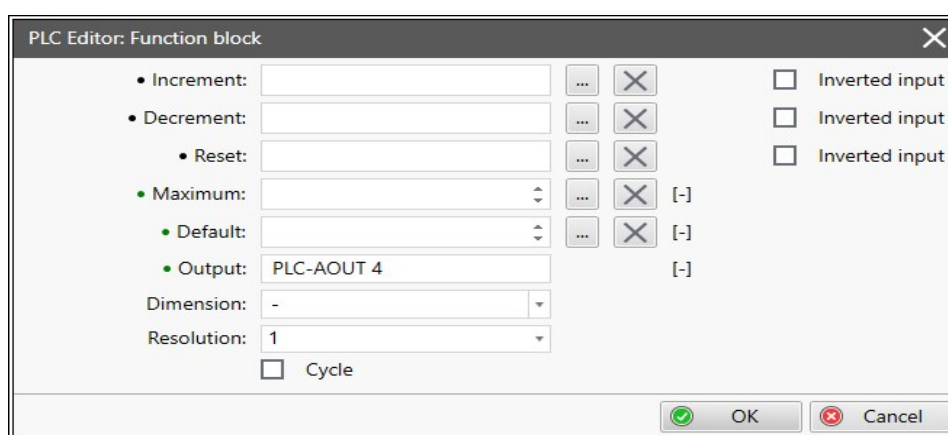 PLC Editor: Function block
• Increment: ... Inverted input
• Decrement: ... Inverted input
• Reset: ... Inverted input
• Maximum: ... [-]
• Default: ... [-]
• Output: PLC-AOUT 4 [-]
Dimension: -
Resolution: 1
Cycle
OK Cancel